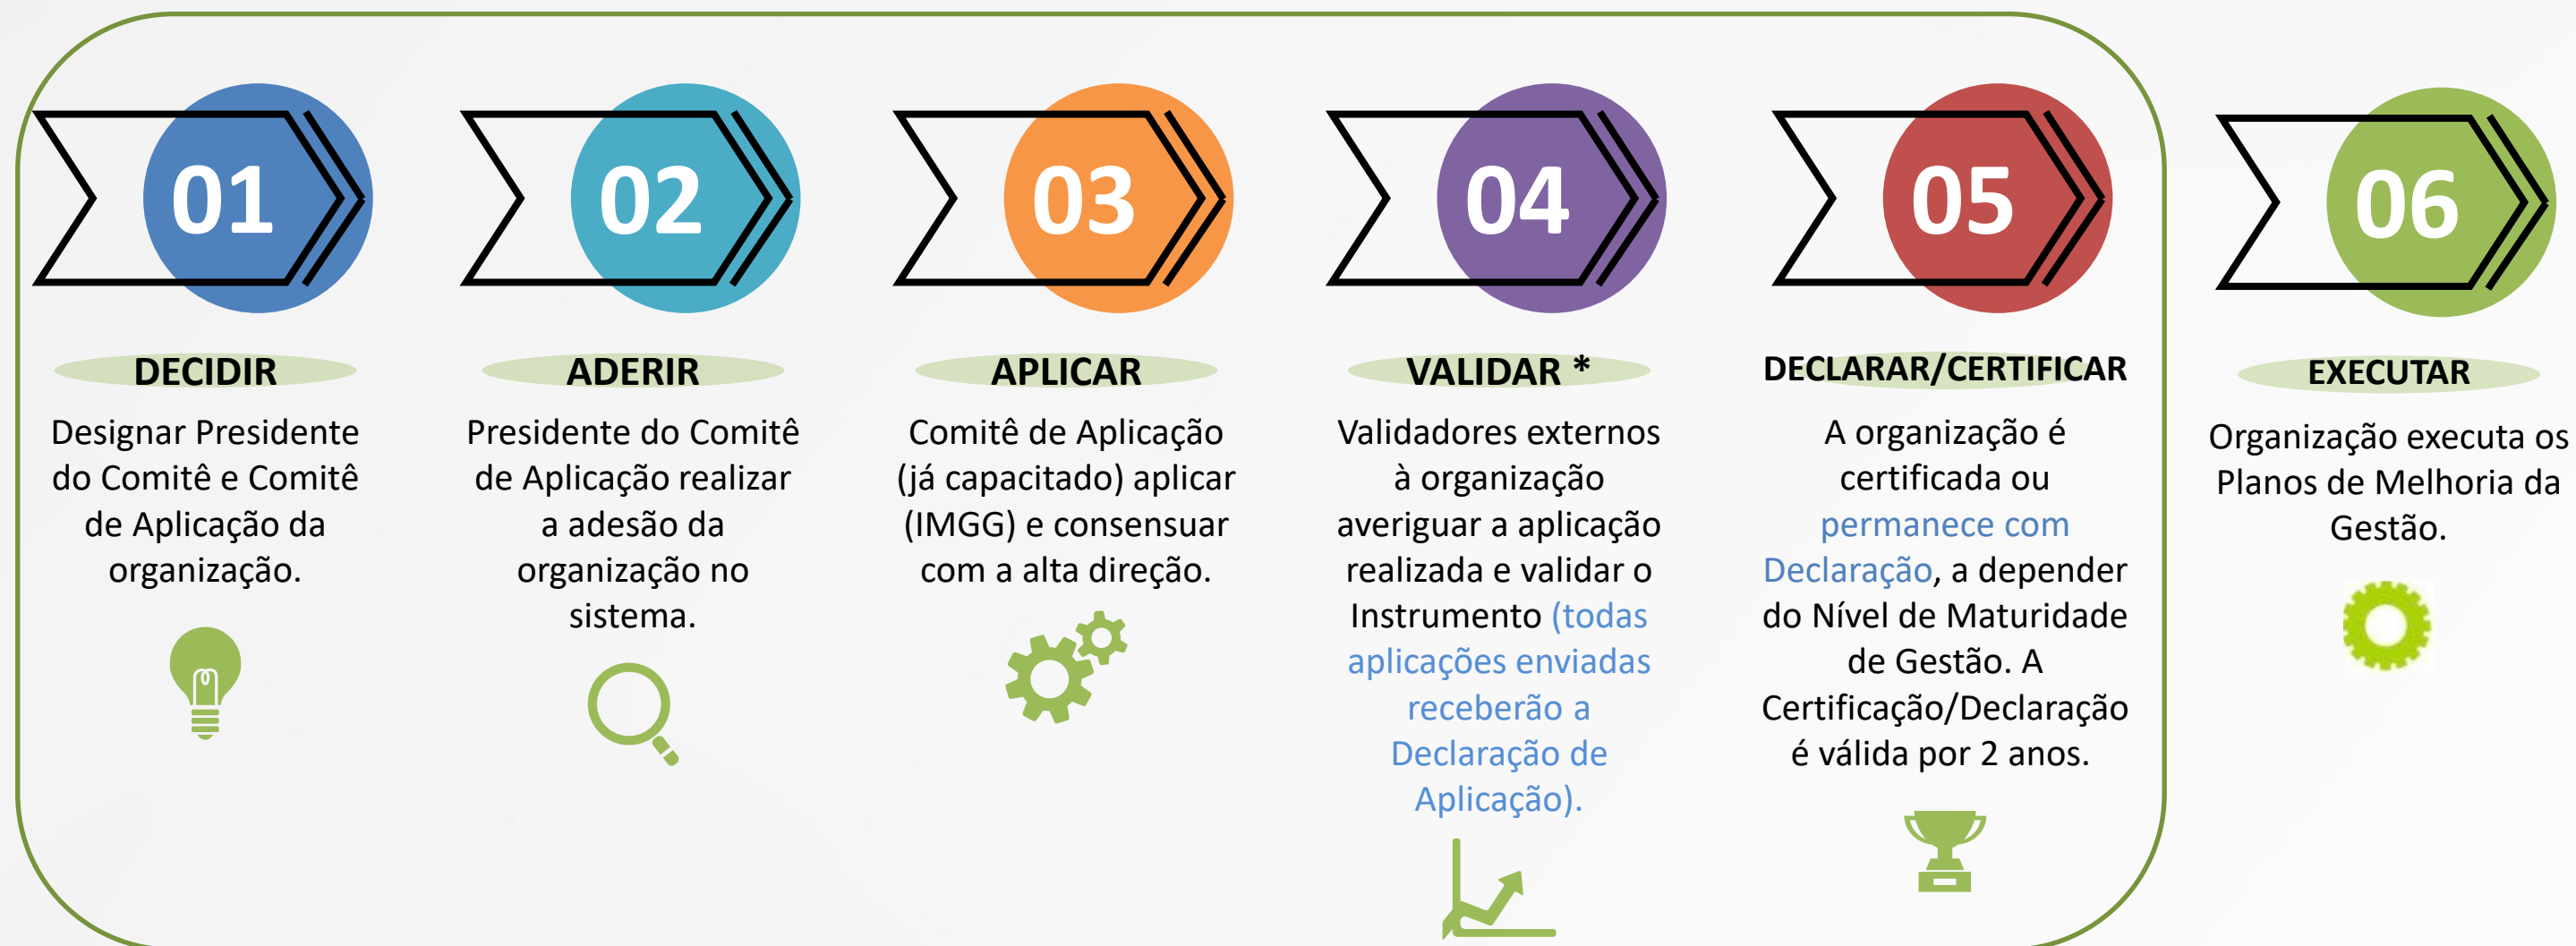 01
DECIDIR
Designar Presidente
do Comitê e Comitê
de Aplicação da
organização.
02
ADERIR
Presidente do Comitê
de Aplicação realizar
a adesão da
organização no
sistema.
03
APLICAR
Comitê de Aplicação
(já capacitado) aplicar
(IMGG) e consensuar
com a alta direção.
04
VALIDAR *
Validadores externos
à organização
averiguar a aplicação
realizada e validar o
Instrumento (todas
aplicações enviadas
receberão a
Declaração de
Aplicação).
05
DECLARAR/CERTIFICAR
A organização é
certificada ou
permanece com
Declaração, a depender
do Nível de Maturidade
de Gestão. A
Certificação/Declaração
é válida por 2 anos.
06
EXECUTAR
Organização executa os
Planos de Melhoria da
Gestão.